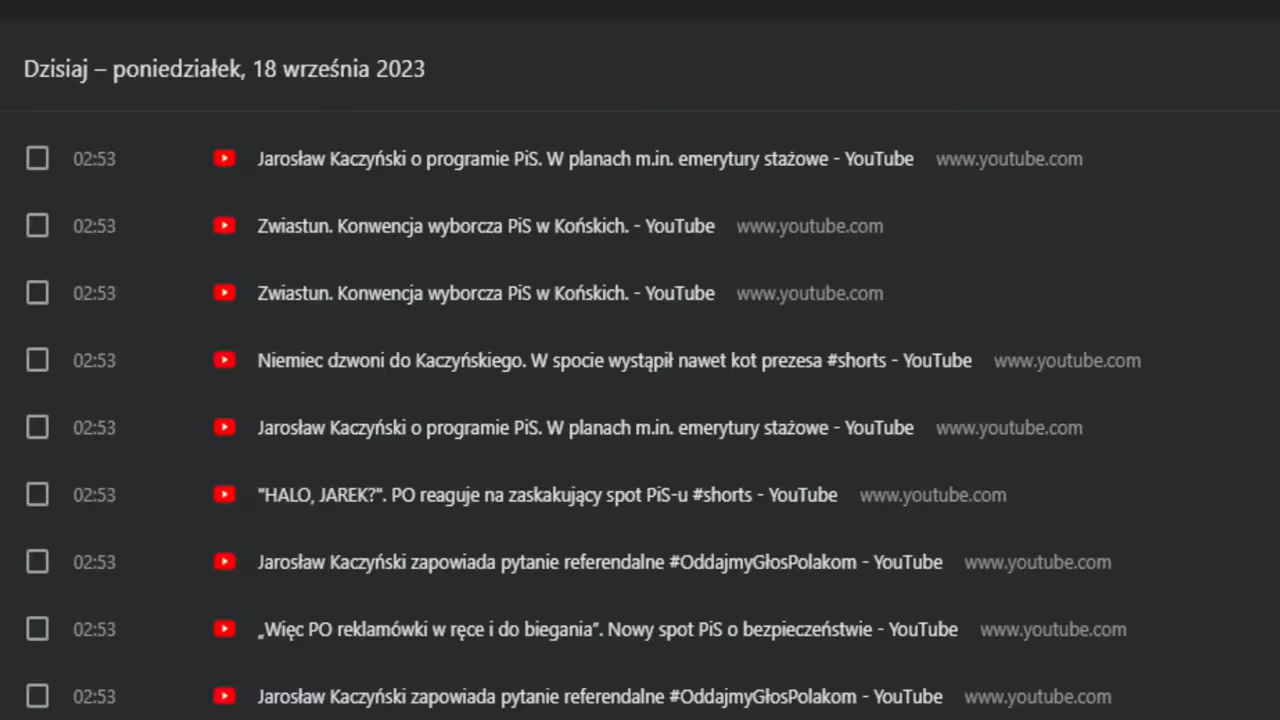 Dzisiaj – poniedziałek, 18 września 2023
02:53 Jarosław Kaczyński o programie PiS. W planach m.in. emerytury stażowe - YouTube www.youtube.com
02:53 Zwiastun. Konwencja wyborcza PiS w Końskich. - YouTube www.youtube.com
02:53 Zwiastun. Konwencja wyborcza PiS w Końskich. - YouTube www.youtube.com
02:53 Niemiec dzwoni do Kaczyńskiego. W spocie wystąpił nawet kot prezesa #shorts - YouTube www.youtube.com
02:53 Jarosław Kaczyński o programie PiS. W planach m.in. emerytury stażowe - YouTube www.youtube.com
02:53 "HALO, JAREK?". PO reaguje na zaskakujący spot PiS-u #shorts - YouTube www.youtube.com
02:53 Jarosław Kaczyński zapowiada pytanie referendalne #OddajmyGłosPolakom - YouTube www.youtube.com
02:53 „Więc PO reklamówki w ręce i do biegania”. Nowy spot PiS o bezpieczeństwie - YouTube www.youtube.com
02:53 Jarosław Kaczyński zapowiada pytanie referendalne #OddajmyGłosPolakom - YouTube www.youtube.com